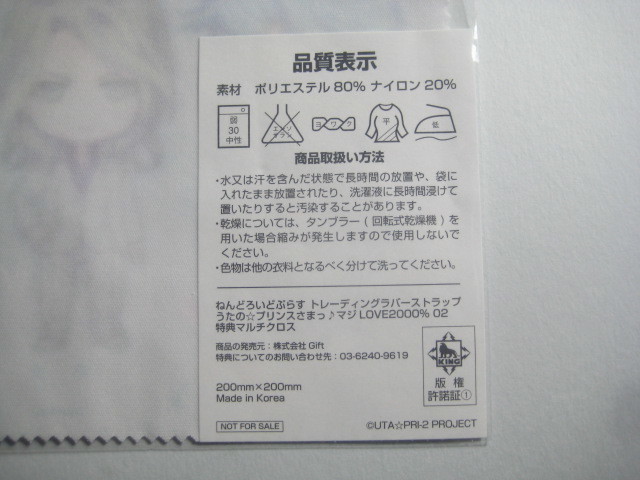 品質表示
素材 ポリエステル 80% ナイロン 20%
弱
30
中性
エンソ
サラシ
ヨワク
平
低
商品取扱い方法
・水又は汗を含んだ状態で長時間の放置や、袋に
入れたまま放置されたり、洗濯液に長時間浸けて
置いたりすると汚染することがあります。
・乾燥については、タンブラー ( 回転式乾燥機 ) を
用いた場合縮みが発生しますので使用しないで
ください。
・色物は他の衣料となるべく分けて洗ってください。
ねんどろいどぷらす トレーディングラバーストラップ
うたの☆プリンスさまっ♪マジ LOVE2000% 02
特典マルチクロス
商品の発売元：株式会社 Gift
特典についてのお問い合わせ先：03-6240-9619
200mm×200mm
Made in Korea
NOT FOR SALE
KING
版権
許諾証①
©UTA☆PRI-2 PROJECT